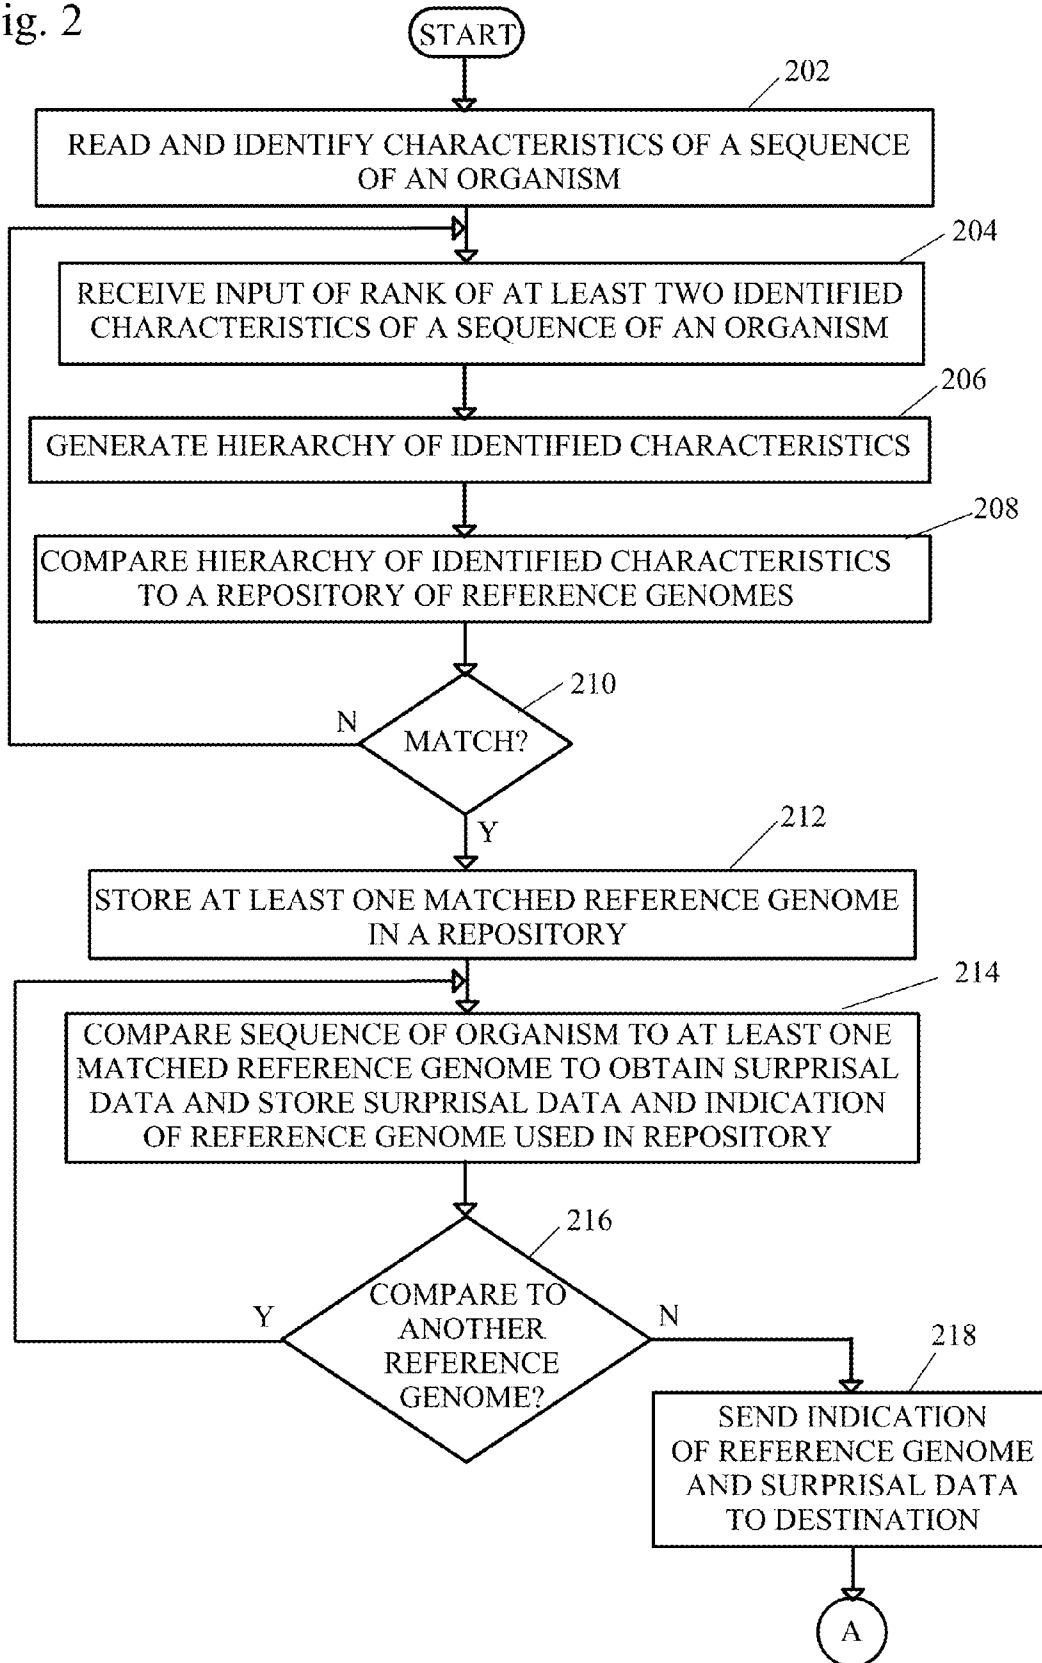 ig. 2
START
202
READ AND IDENTIFY CHARACTERISTICS OF A SEQUENCE
OF AN ORGANISM
204
RECEIVE INPUT OF RANK OF AT LEAST TWO IDENTIFIED
CHARACTERISTICS OF A SEQUENCE OF AN ORGANISM
206
GENERATE HIERARCHY OF IDENTIFIED CHARACTERISTICS
208
COMPARE HIERARCHY OF IDENTIFIED CHARACTERISTICS
TO A REPOSITORY OF REFERENCE GENOMES
210
N
MATCH?
Y
212
STORE AT LEAST ONE MATCHED REFERENCE GENOME
IN A REPOSITORY
214
COMPARE SEQUENCE OF ORGANISM TO AT LEAST ONE
MATCHED REFERENCE GENOME TO OBTAIN SURPRISAL
DATA AND STORE SURPRISAL DATA AND INDICATION
OF REFERENCE GENOME USED IN REPOSITORY
216
Y
COMPARE TO
ANOTHER
REFERENCE
GENOME?
N
218
SEND INDICATION
OF REFERENCE GENOME
AND SURPRISAL DATA
TO DESTINATION
A